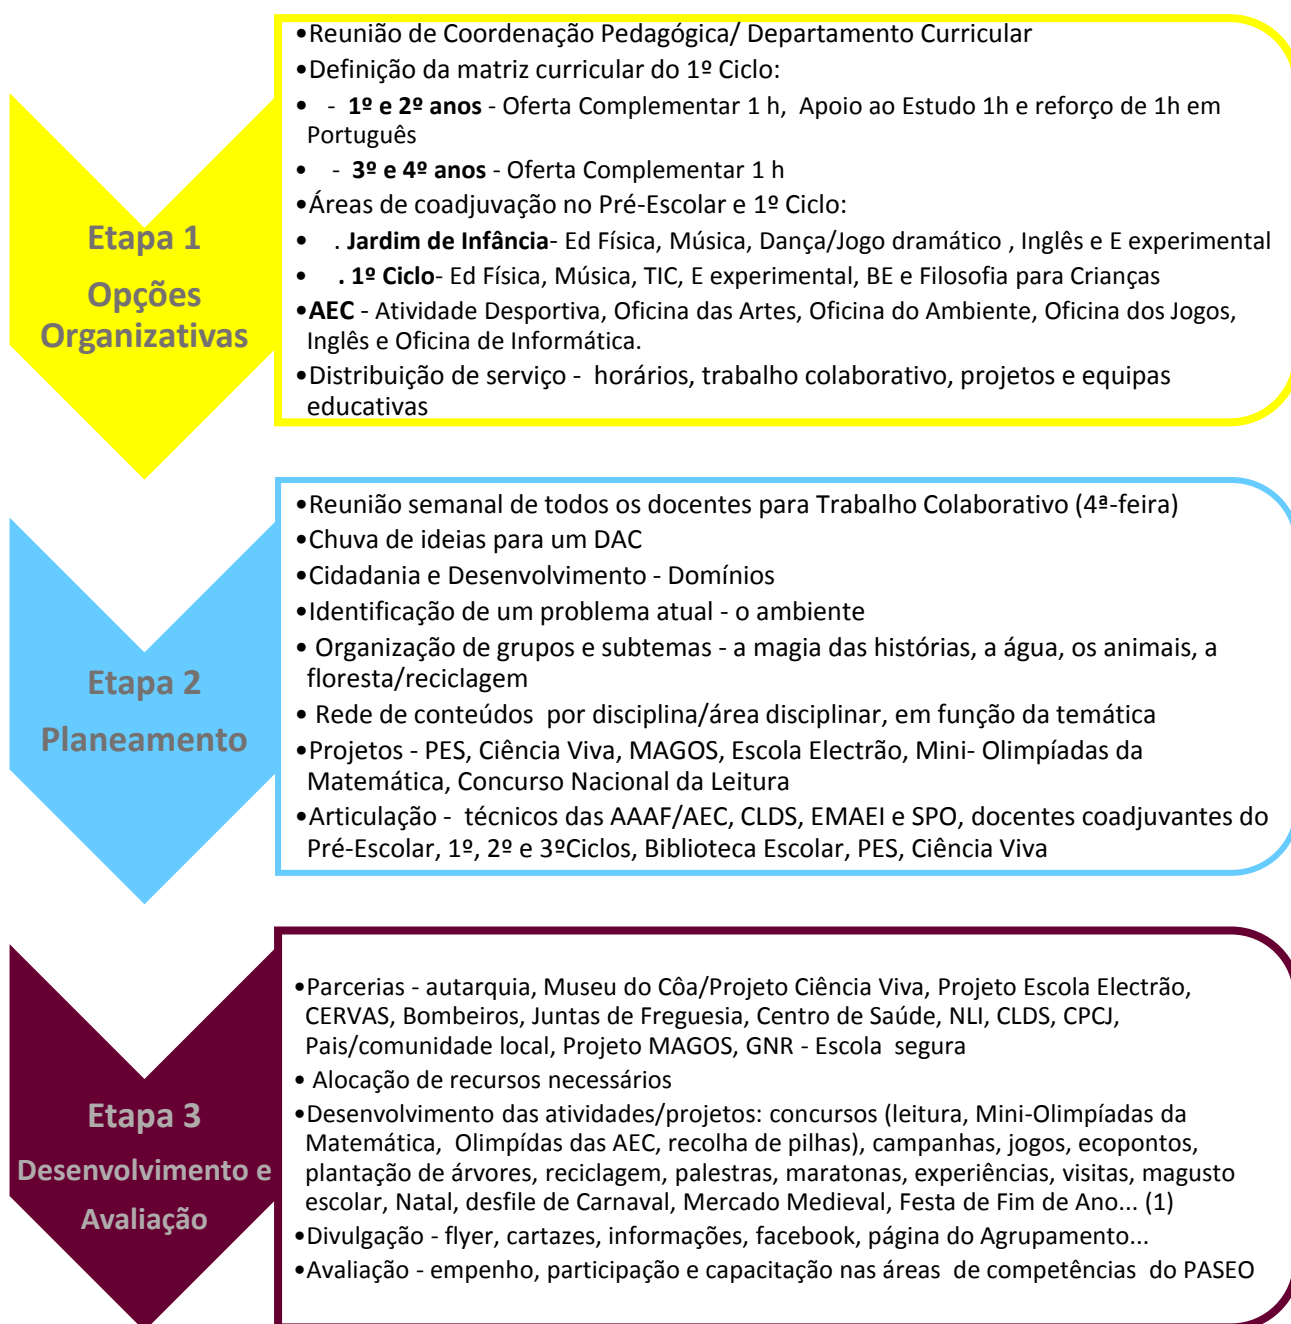 Etapa 1
Opções
Organizativas
•Reunião de Coordenação Pedagógica/ Departamento Curricular
•Definição da matriz curricular do 1º Ciclo:
• - 1º e 2º anos - Oferta Complementar 1 h, Apoio ao Estudo 1h e reforço de 1h em
Português
• - 3º e 4º anos - Oferta Complementar 1 h
•Áreas de coadjuvação no Pré-Escolar e 1º Ciclo:
• . Jardim de Infância- Ed Física, Música, Dança/Jogo dramático , Inglês e E experimental
• . 1º Ciclo- Ed Física, Música, TIC, E experimental, BE e Filosofia para Crianças
•AEC - Atividade Desportiva, Oficina das Artes, Oficina do Ambiente, Oficina dos Jogos,
Inglês e Oficina de Informática.
•Distribuição de serviço - horários, trabalho colaborativo, projetos e equipas
educativas
Etapa 2
Planeamento
•Reunião semanal de todos os docentes para Trabalho Colaborativo (4ª-feira)
•Chuva de ideias para um DAC
•Cidadania e Desenvolvimento - Domínios
•Identificação de um problema atual - o ambiente
• Organização de grupos e subtemas - a magia das histórias, a água, os animais, a
floresta/reciclagem
• Rede de conteúdos por disciplina/área disciplinar, em função da temática
•Projetos - PES, Ciência Viva, MAGOS, Escola Electrão, Mini- Olimpíadas da
Matemática, Concurso Nacional da Leitura
•Articulação - técnicos das AAAF/AEC, CLDS, EMAEI e SPO, docentes coadjuvantes do
Pré-Escolar, 1º, 2º e 3ºCiclos, Biblioteca Escolar, PES, Ciência Viva
Etapa 3
Desenvolvimento e
Avaliação
•Parcerias - autarquia, Museu do Côa/Projeto Ciência Viva, Projeto Escola Electrão,
CERVAS, Bombeiros, Juntas de Freguesia, Centro de Saúde, NLI, CLDS, CPCJ,
Pais/comunidade local, Projeto MAGOS, GNR - Escola segura
• Alocação de recursos necessários
•Desenvolvimento das atividades/projetos: concursos (leitura, Mini-Olimpíadas da
Matemática, Olimpídas das AEC, recolha de pilhas), campanhas, jogos, ecopontos,
plantação de árvores, reciclagem, palestras, maratonas, experiências, visitas, magusto
escolar, Natal, desfile de Carnaval, Mercado Medieval, Festa de Fim de Ano... (1)
•Divulgação - flyer, cartazes, informações, facebook, página do Agrupamento...
•Avaliação - empenho, participação e capacitação nas áreas de competências do PASEO